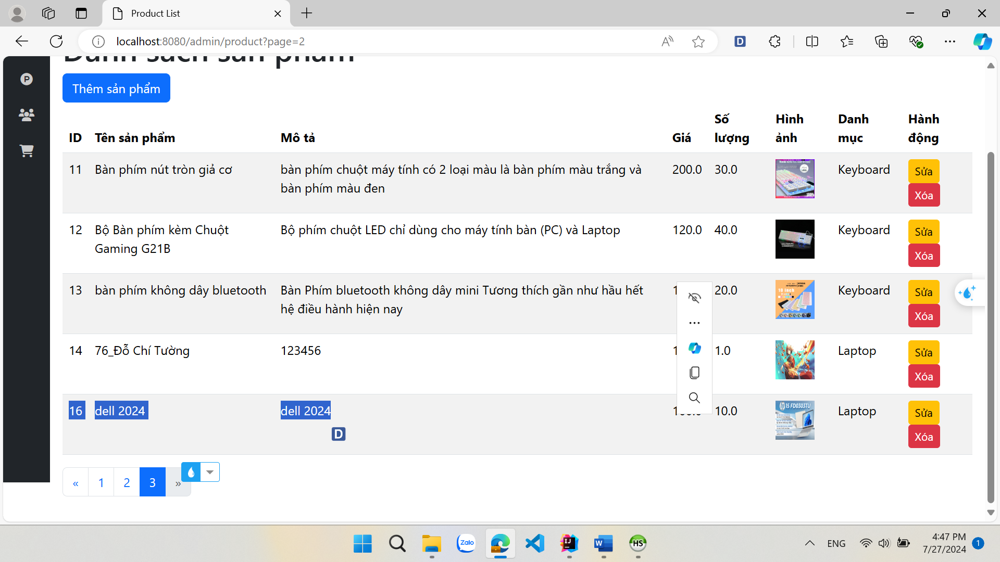 Product List
localhost:8080/admin/product?page=2
Danh sách sản phẩm
Thêm sản phẩm
ID Tên sản phẩm Mô tả Giá Số lượng Hình ảnh Danh mục Hành động
11 Bàn phím nút tròn giả cơ bàn phím chuột máy tính có 2 loại màu là bàn phím màu trắng và 200.0 30.0 Keyboard Sửa
bàn phím màu đen
Xóa
12 Bộ Bàn phím kèm Chuột Bộ phím chuột LED chỉ dùng cho máy tính bàn (PC) và Laptop 120.0 40.0 Keyboard Sửa
Gaming G21B
Xóa
13 bàn phím không dây bluetooth Bàn Phím bluetooth không dây mini Tương thích gần như hầu hết 20.0 Keyboard Sửa
hệ điều hành hiện nay
Xóa
14 76_Đỗ Chí Tường 123456 1.0 Laptop Sửa
Xóa
16 dell 2024 dell 2024 10.0 15 FD0303TU Laptop Sửa
D
Xóa
« 1 2 3 »
Zalo
ENG
4:47 PM
7/27/2024
1